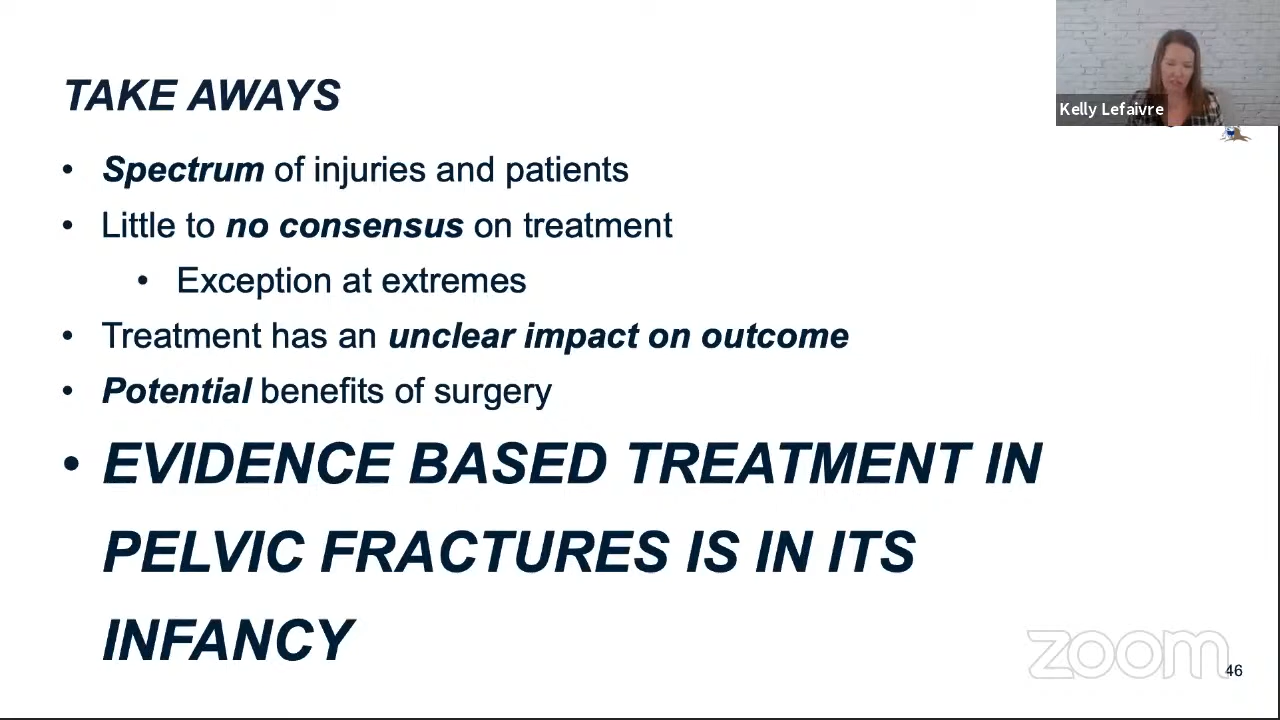 Kelly Lefaivre
TAKE AWAYS
• Spectrum of injuries and patients
• Little to no consensus on treatment
• Exception at extremes
• Treatment has an unclear impact on outcome
• Potential benefits of surgery
• EVIDENCE BASED TREATMENT IN
PELVIC FRACTURES IS IN ITS
INFANCY
zoom
46